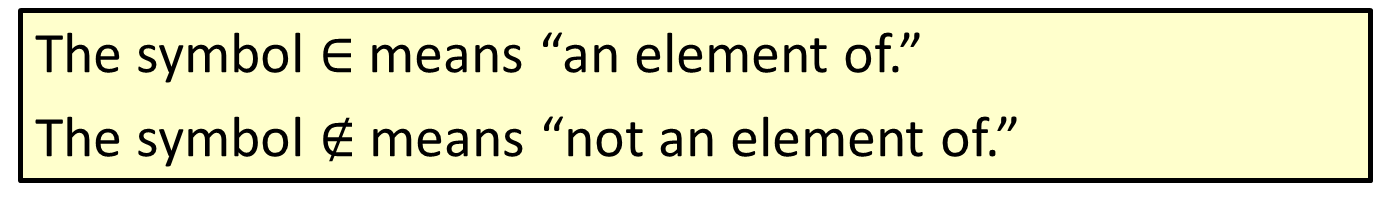 The symbol ∈ means “an element of.”
The symbol ∉ means “not an element of.”